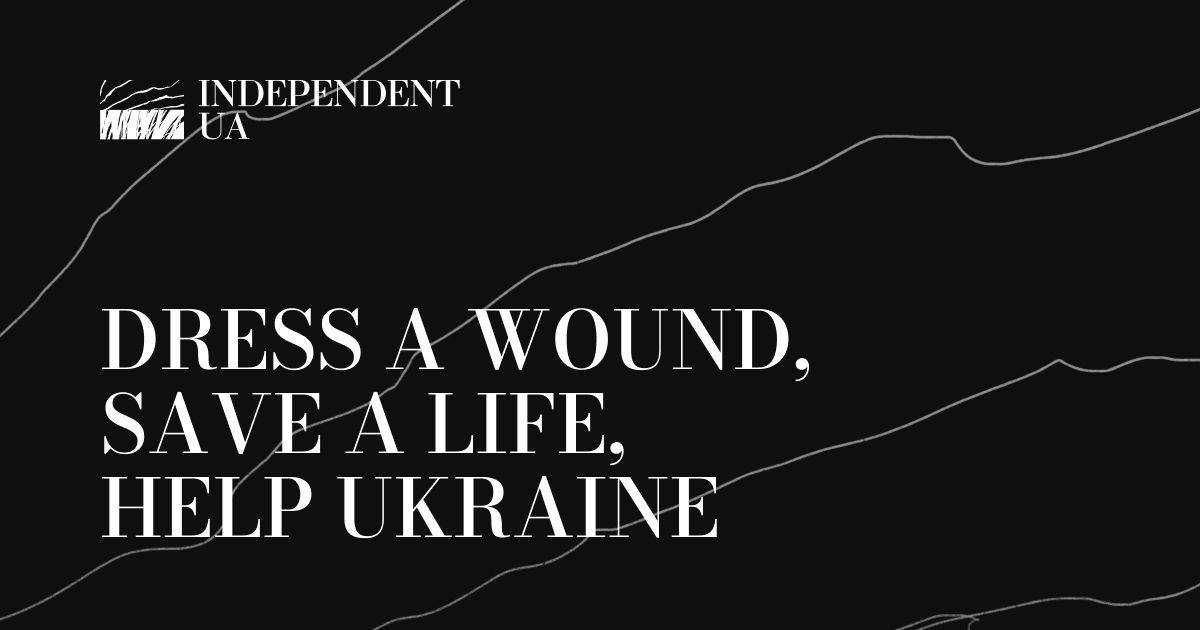 INDEPENDENT
UA
DRESS A WOUND,
SAVE A LIFE,
HELP UKRAINE